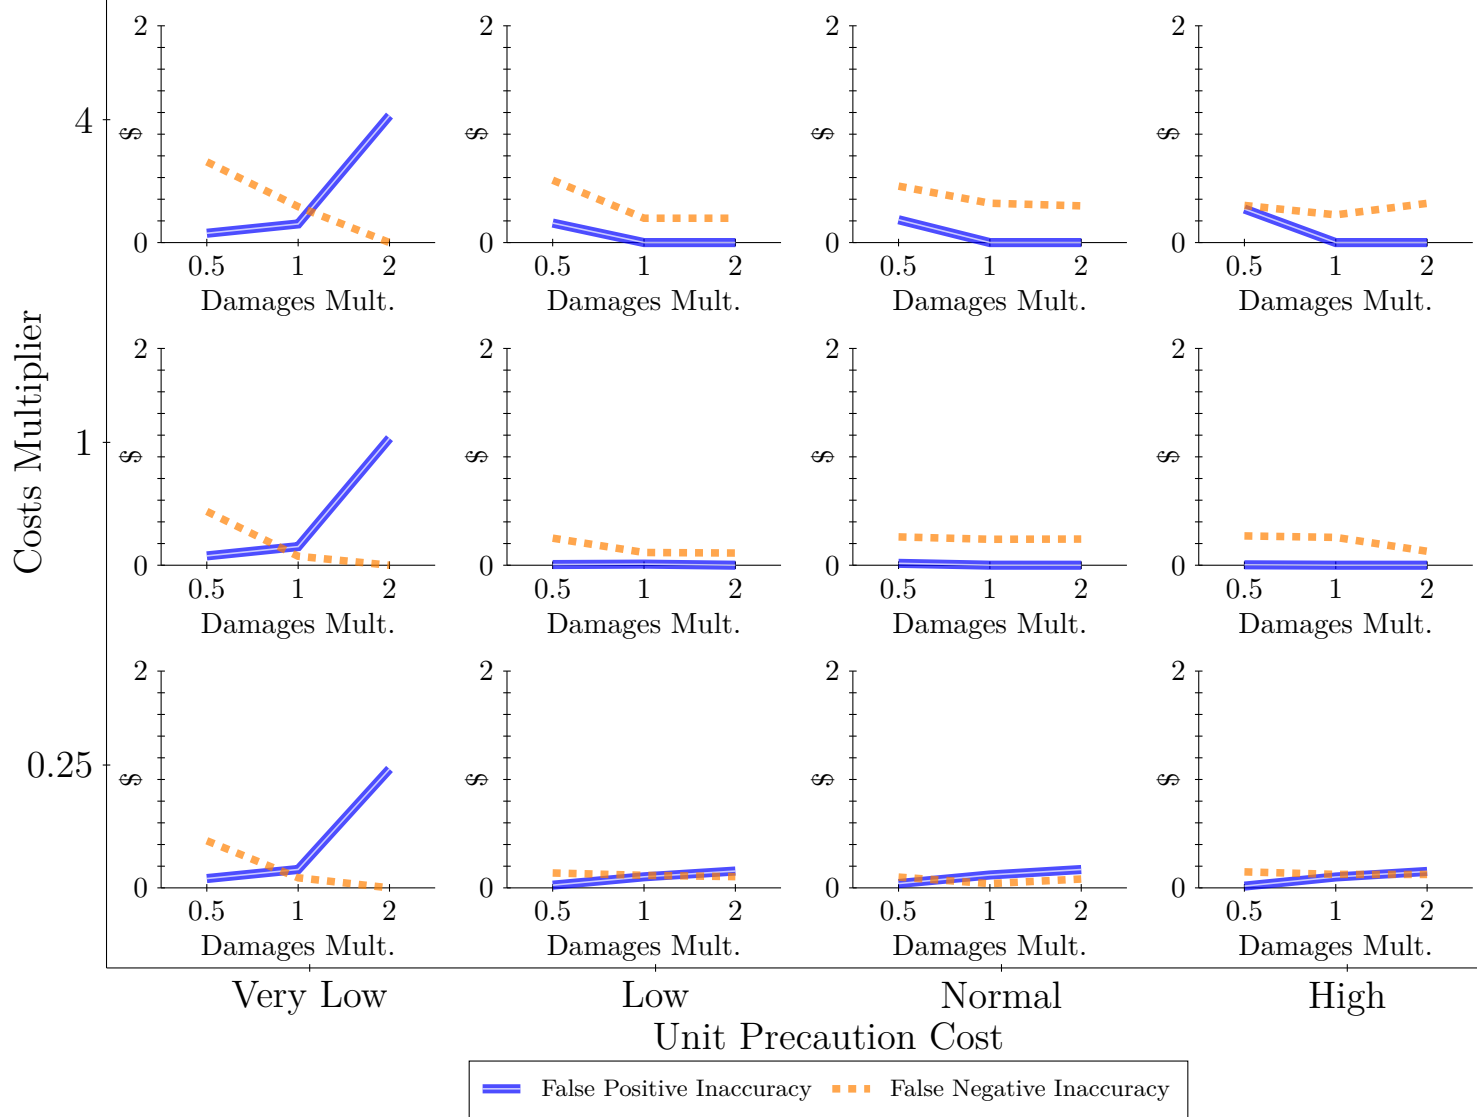 Costs Multiplier
4
2
$
0
0.5 1 2
Damages Mult.
2
$
0
0.5 1 2
Damages Mult.
2
$
0
0.5 1 2
Damages Mult.
2
$
0
0.5 1 2
Damages Mult.
1
2
$
0
0.5 1 2
Damages Mult.
2
$
0
0.5 1 2
Damages Mult.
2
$
0
0.5 1 2
Damages Mult.
2
$
0
0.5 1 2
Damages Mult.
0.25
2
$
0
0.5 1 2
Damages Mult.
2
$
0
0.5 1 2
Damages Mult.
2
$
0
0.5 1 2
Damages Mult.
2
$
0
0.5 1 2
Damages Mult.
Very Low Low Normal High
Unit Precaution Cost
False Positive Inaccuracy False Negative Inaccuracy